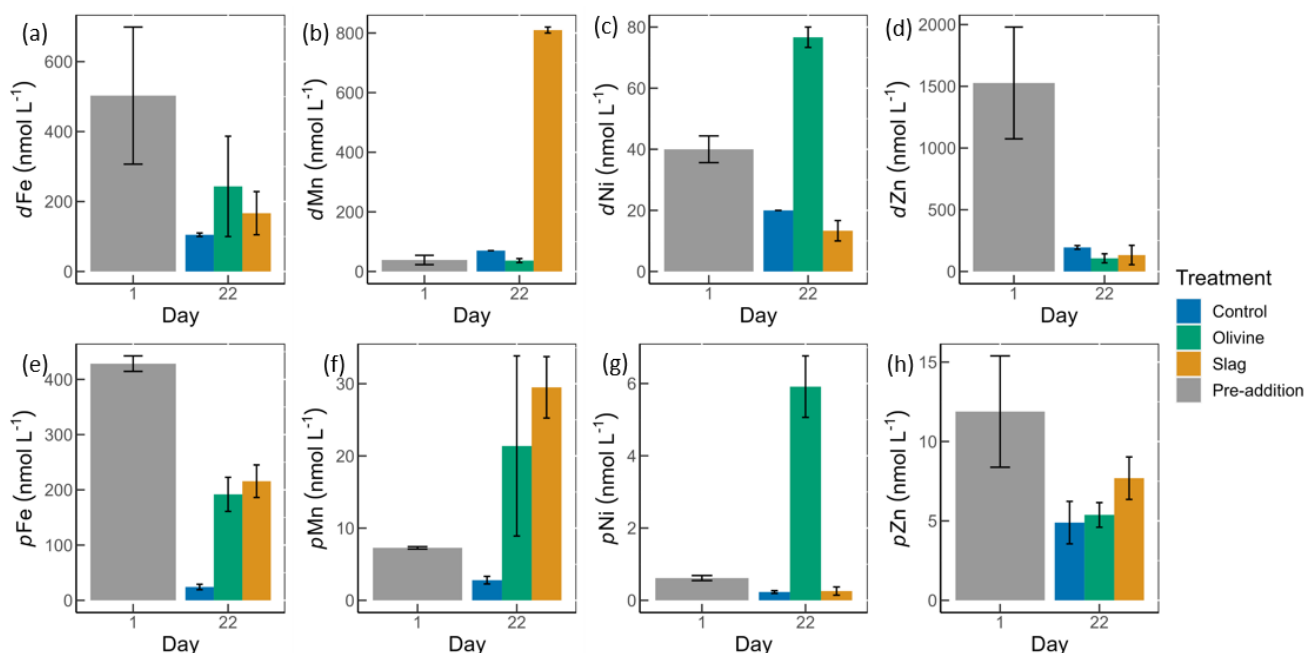 (a)
dFe (nmol L⁻¹)
600
400
200
0
1
22
Day
(b)
dMn (nmol L⁻¹)
800
600
400
200
0
1
22
Day
(c)
dNi (nmol L⁻¹)
80
60
40
20
0
1
22
Day
(d)
dZn (nmol L⁻¹)
2000
1500
1000
500
0
1
22
Day
Treatment
Control
Olivine
Slag
Pre-addition
(e)
pFe (nmol L⁻¹)
400
300
200
100
0
1
22
Day
(f)
pMn (nmol L⁻¹)
30
20
10
0
1
22
Day
(g)
pNi (nmol L⁻¹)
6
4
2
0
1
22
Day
(h)
pZn (nmol L⁻¹)
15
10
5
0
1
22
Day